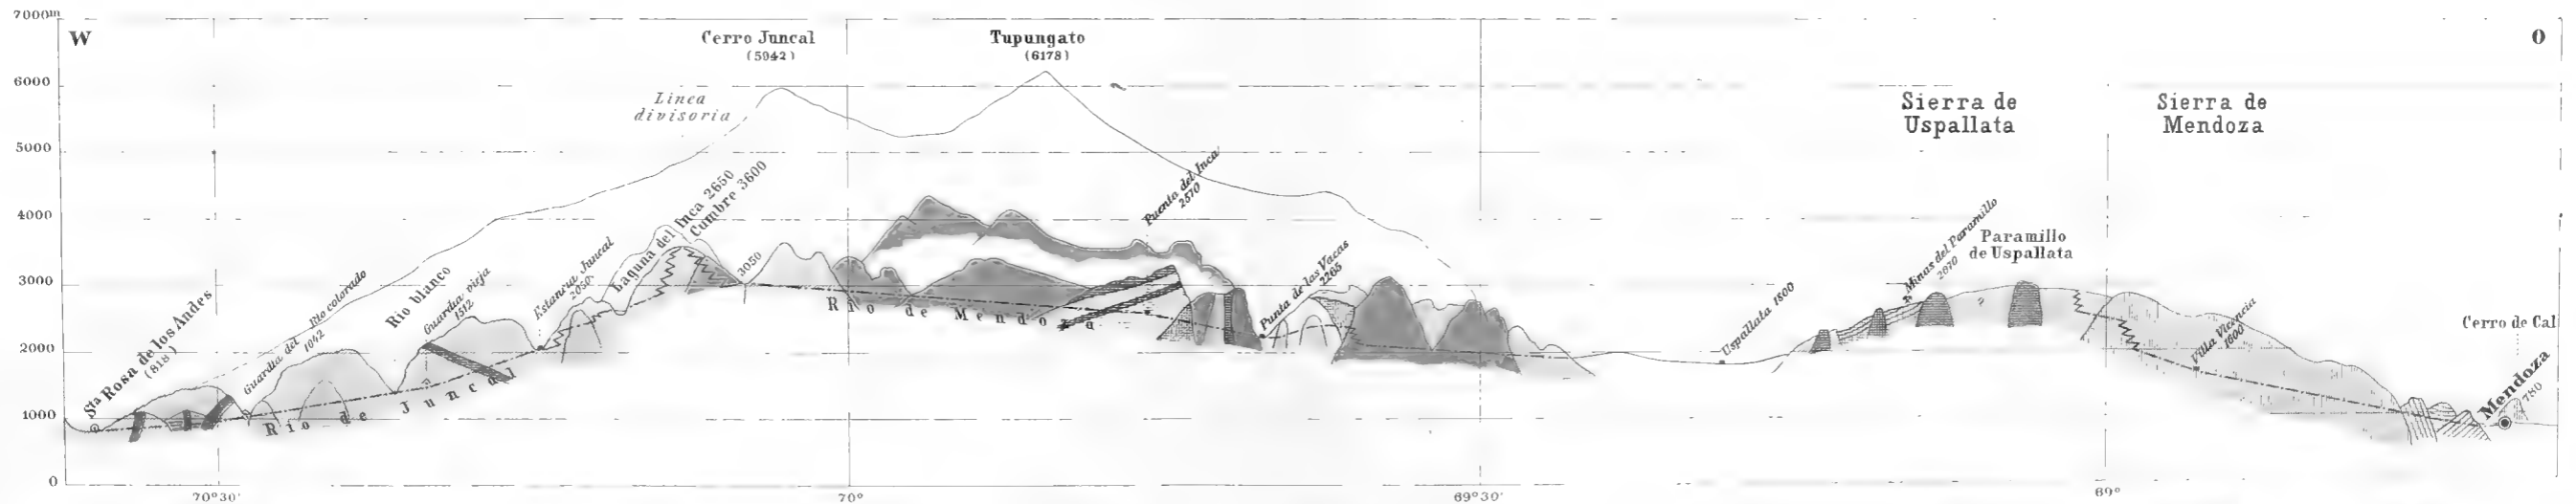 7000m
W
Cerro Juncal
(5942)
Tupungato
(6178)
O
6000
Linea
divisoria
?
Sierra de
Uspallata
Sierra de
Mendoza
5000
4000
Laguna del Inca 2650
Cumbre 3600
Puente del Inca
2570
3000
Sta Rosa de los Andes
(818)
Rio colorado
Guardia del
1042
Rio blanco
Guardia vieja
1512
Estancia Juncal
2050
3050
Rio de Mendoza
Punta de las Vacas
2265
Uspallata 1800
Minas del Paramillo
2670
Paramillo
de Uspallata
?
Villa Vicencia
1600
Cerro de Cal
Mendoza
780
2000
Rio de Juncal
1000
0
70°30'
70°
69°30'
69°